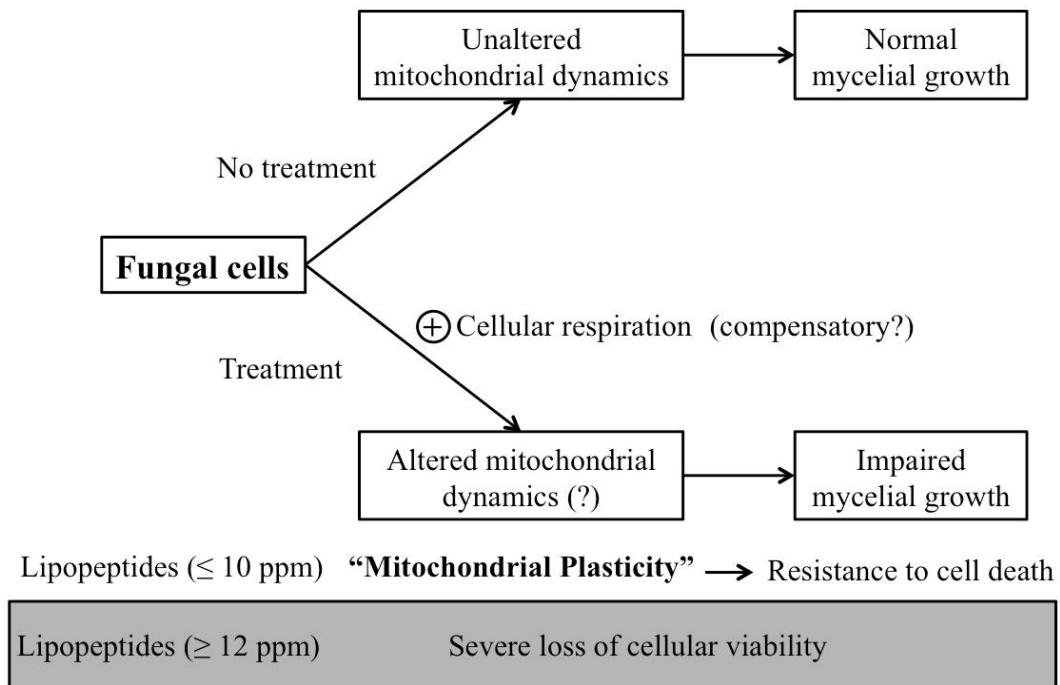 Unaltered
mitochondrial dynamics
Normal
mycelial growth
No treatment
Fungal cells
+ Cellular respiration (compensatory?)
Treatment
Altered mitochondrial
dynamics (?)
Impaired
mycelial growth
Lipopeptides (≤ 10 ppm) “Mitochondrial Plasticity” → Resistance to cell death
Lipopeptides (≥ 12 ppm) Severe loss of cellular viability